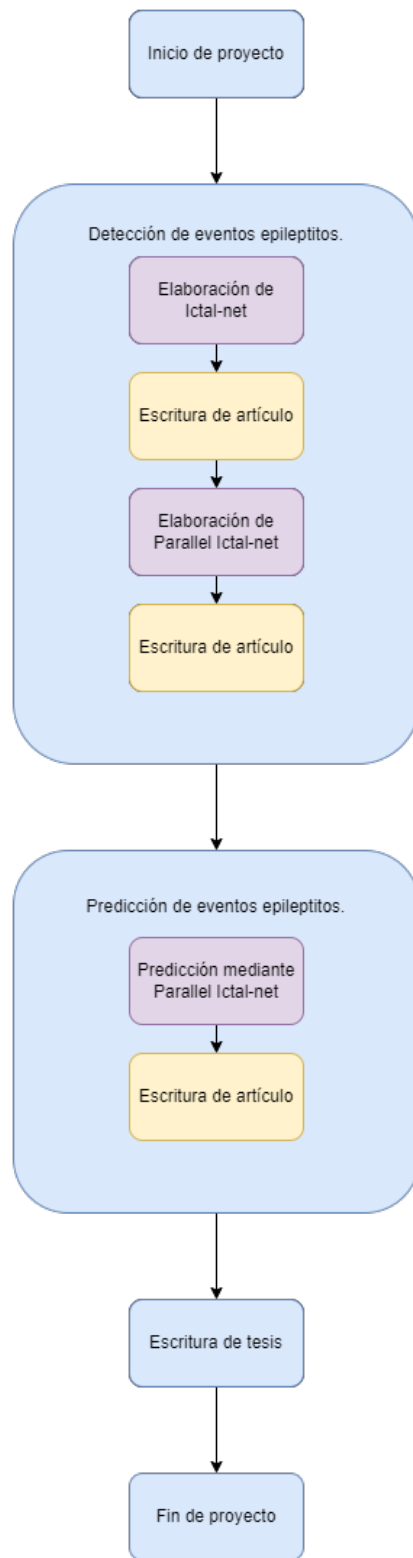 Inicio de proyecto
Detección de eventos epileptitos.
Elaboración de
Ictal-net
Escritura de artículo
Elaboración de
Parallel Ictal-net
Escritura de artículo
Predicción de eventos epileptitos.
Predicción mediante
Parallel Ictal-net
Escritura de artículo
Escritura de tesis
Fin de proyecto